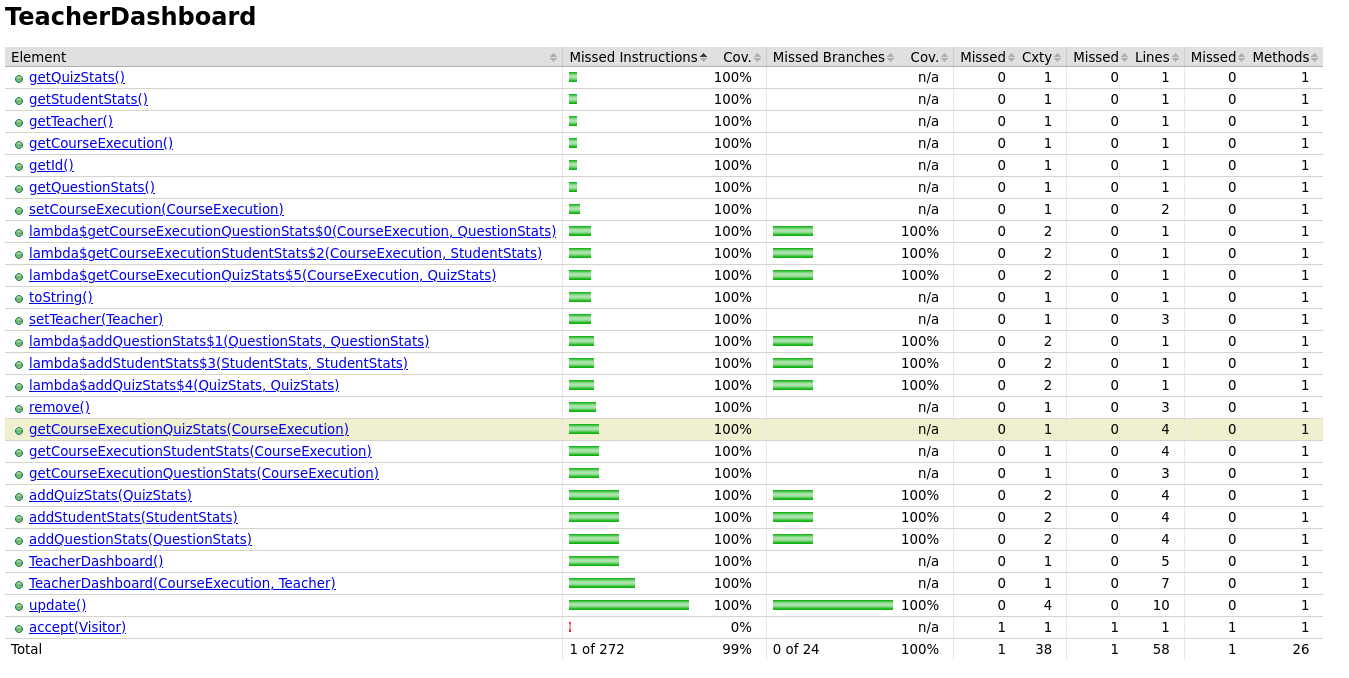 TeacherDashboard
Element Missed Instructions Cov. Missed Branches Cov. Missed Cxty Missed Lines Missed Methods
getQuizStats() 100% n/a 0 1 0 1 0 1
getStudentStats() 100% n/a 0 1 0 1 0 1
getTeacher() 100% n/a 0 1 0 1 0 1
getCourseExecution() 100% n/a 0 1 0 1 0 1
getId() 100% n/a 0 1 0 1 0 1
getQuestionStats() 100% n/a 0 1 0 1 0 1
setCourseExecution(CourseExecution) 100% n/a 0 1 0 2 0 1
lambda$getCourseExecutionQuestionStats$0(CourseExecution, QuestionStats) 100% 100% 0 2 0 1 0 1
lambda$getCourseExecutionStudentStats$2(CourseExecution, StudentStats) 100% 100% 0 2 0 1 0 1
lambda$getCourseExecutionQuizStats$5(CourseExecution, QuizStats) 100% 100% 0 2 0 1 0 1
toString() 100% n/a 0 1 0 1 0 1
setTeacher(Teacher) 100% n/a 0 1 0 3 0 1
lambda$addQuestionStats$1(QuestionStats, QuestionStats) 100% 100% 0 2 0 1 0 1
lambda$addStudentStats$3(StudentStats, StudentStats) 100% 100% 0 2 0 1 0 1
lambda$addQuizStats$4(QuizStats, QuizStats) 100% 100% 0 2 0 1 0 1
remove() 100% n/a 0 1 0 3 0 1
getCourseExecutionQuizStats(CourseExecution) 100% n/a 0 1 0 4 0 1
getCourseExecutionStudentStats(CourseExecution) 100% n/a 0 1 0 4 0 1
getCourseExecutionQuestionStats(CourseExecution) 100% n/a 0 1 0 3 0 1
addQuizStats(QuizStats) 100% 100% 0 2 0 4 0 1
addStudentStats(StudentStats) 100% 100% 0 2 0 4 0 1
addQuestionStats(QuestionStats) 100% 100% 0 2 0 4 0 1
TeacherDashboard() 100% n/a 0 1 0 5 0 1
TeacherDashboard(CourseExecution, Teacher) 100% n/a 0 1 0 7 0 1
update() 100% 100% 0 4 0 10 0 1
accept(Visitor) 0% n/a 1 1 1 1 1 1
Total 1 of 272 99% 0 of 24 100% 1 38 1 58 1 26